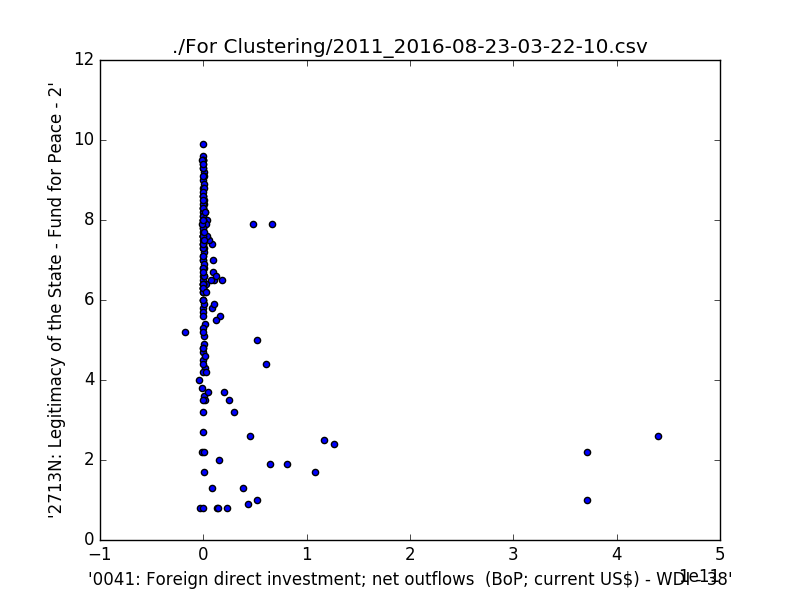 ./For Clustering/2011_2016-08-23-03-22-10.csv
12
10
8
6
4
2
0
'2713N: Legitimacy of the State - Fund for Peace - 2'
−1 0 1 2 3 4 5
1e11
'0041: Foreign direct investment; net outflows  (BoP; current US$) - WDI - 38'